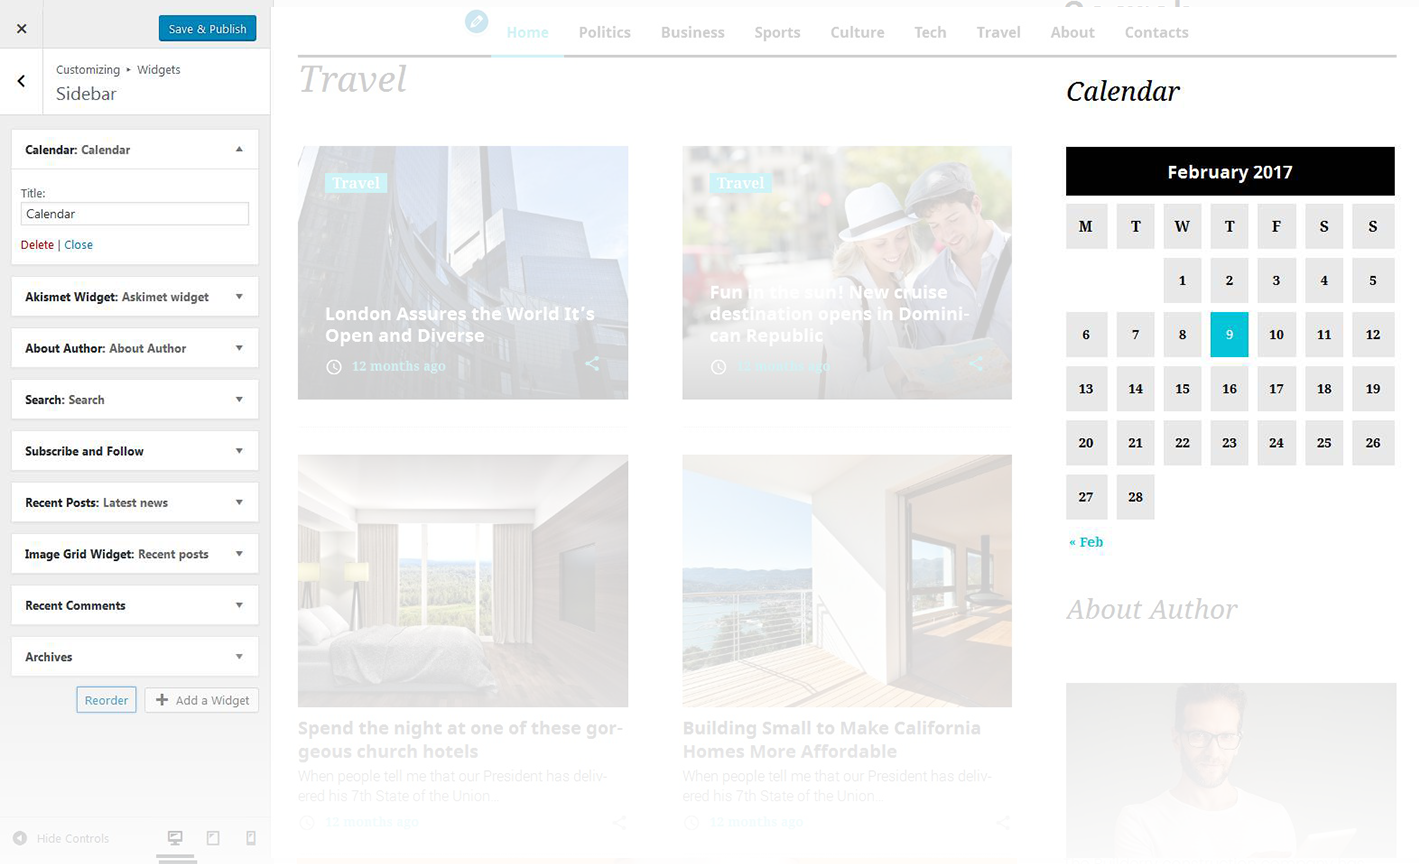 Save & Publish
Customizing ▸ Widgets
Sidebar
Calendar: Calendar
Title:
Calendar
Delete | Close
Akismet Widget: Askimet widget
About Author: About Author
Search: Search
Subscribe and Follow
Recent Posts: Latest news
Image Grid Widget: Recent posts
Recent Comments
Archives
Reorder
Add a Widget
Hide Controls
Home Politics Business Sports Culture Tech Travel About Contacts
Travel
Travel
London Assures the World It's
Open and Diverse
12 months ago
Travel
Fun in the sun! New cruise
destination opens in Domini-
can Republic
12 months ago
Spend the night at one of these gor-
geous church hotels
When people tell me that our President has deliv-
ered his 7th State of the Union...
12 months ago
Building Small to Make California
Homes More Affordable
When people tell me that our President has deliv-
ered his 7th State of the Union...
12 months ago
Calendar
February 2017
M T W T F S S
1 2 3 4 5
6 7 8 9 10 11 12
13 14 15 16 17 18 19
20 21 22 23 24 25 26
27 28
« Feb
About Author